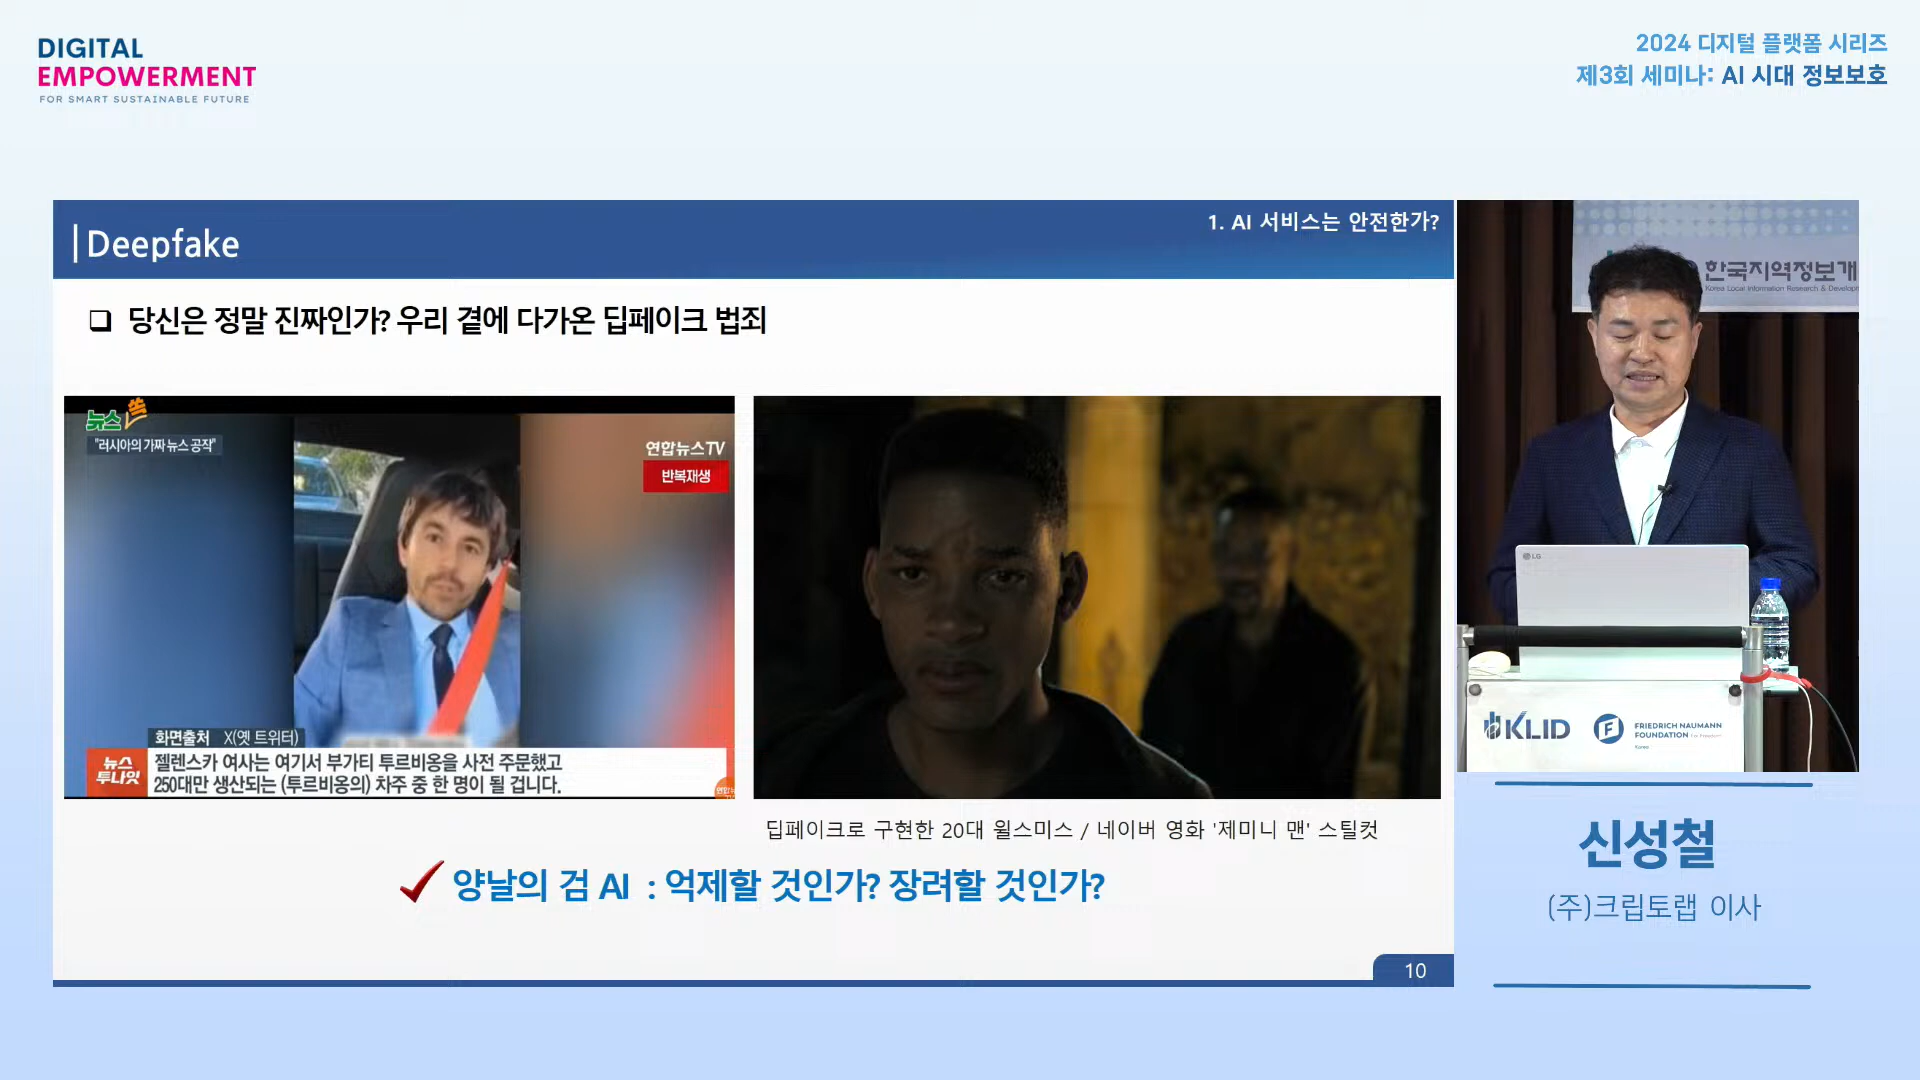 DIGITAL
EMPOWERMENT
FOR SMART SUSTAINABLE FUTURE
2024 디지털 플랫폼 시리즈
제3회 세미나: AI 시대 정보보호
Deepfake
1. AI 서비스는 안전한가?
❑ 당신은 정말 진짜인가? 우리 곁에 다가온 딥페이크 범죄
뉴스쏙
"러시아의 가짜 뉴스 공작"
연합뉴스TV
반복재생
화면출처 X(옛 트위터)
뉴스
투나잇
젤렌스카 여사는 여기서 부가티 투르비옹을 사전 주문했고
250대만 생산되는 (투르비옹의) 차주 중 한 명이 될 겁니다.
딥페이크로 구현한 20대 윌스미스 / 네이버 영화 '제미니 맨' 스틸컷
양날의 검 AI : 억제할 것인가? 장려할 것인가?
10
한국지역정보개
Korea Local Information Research & Develop
LG
KLID
FRIEDRICH NAUMANN
FOUNDATION For Freedom.
Korea
신성철
(주)크립토랩 이사